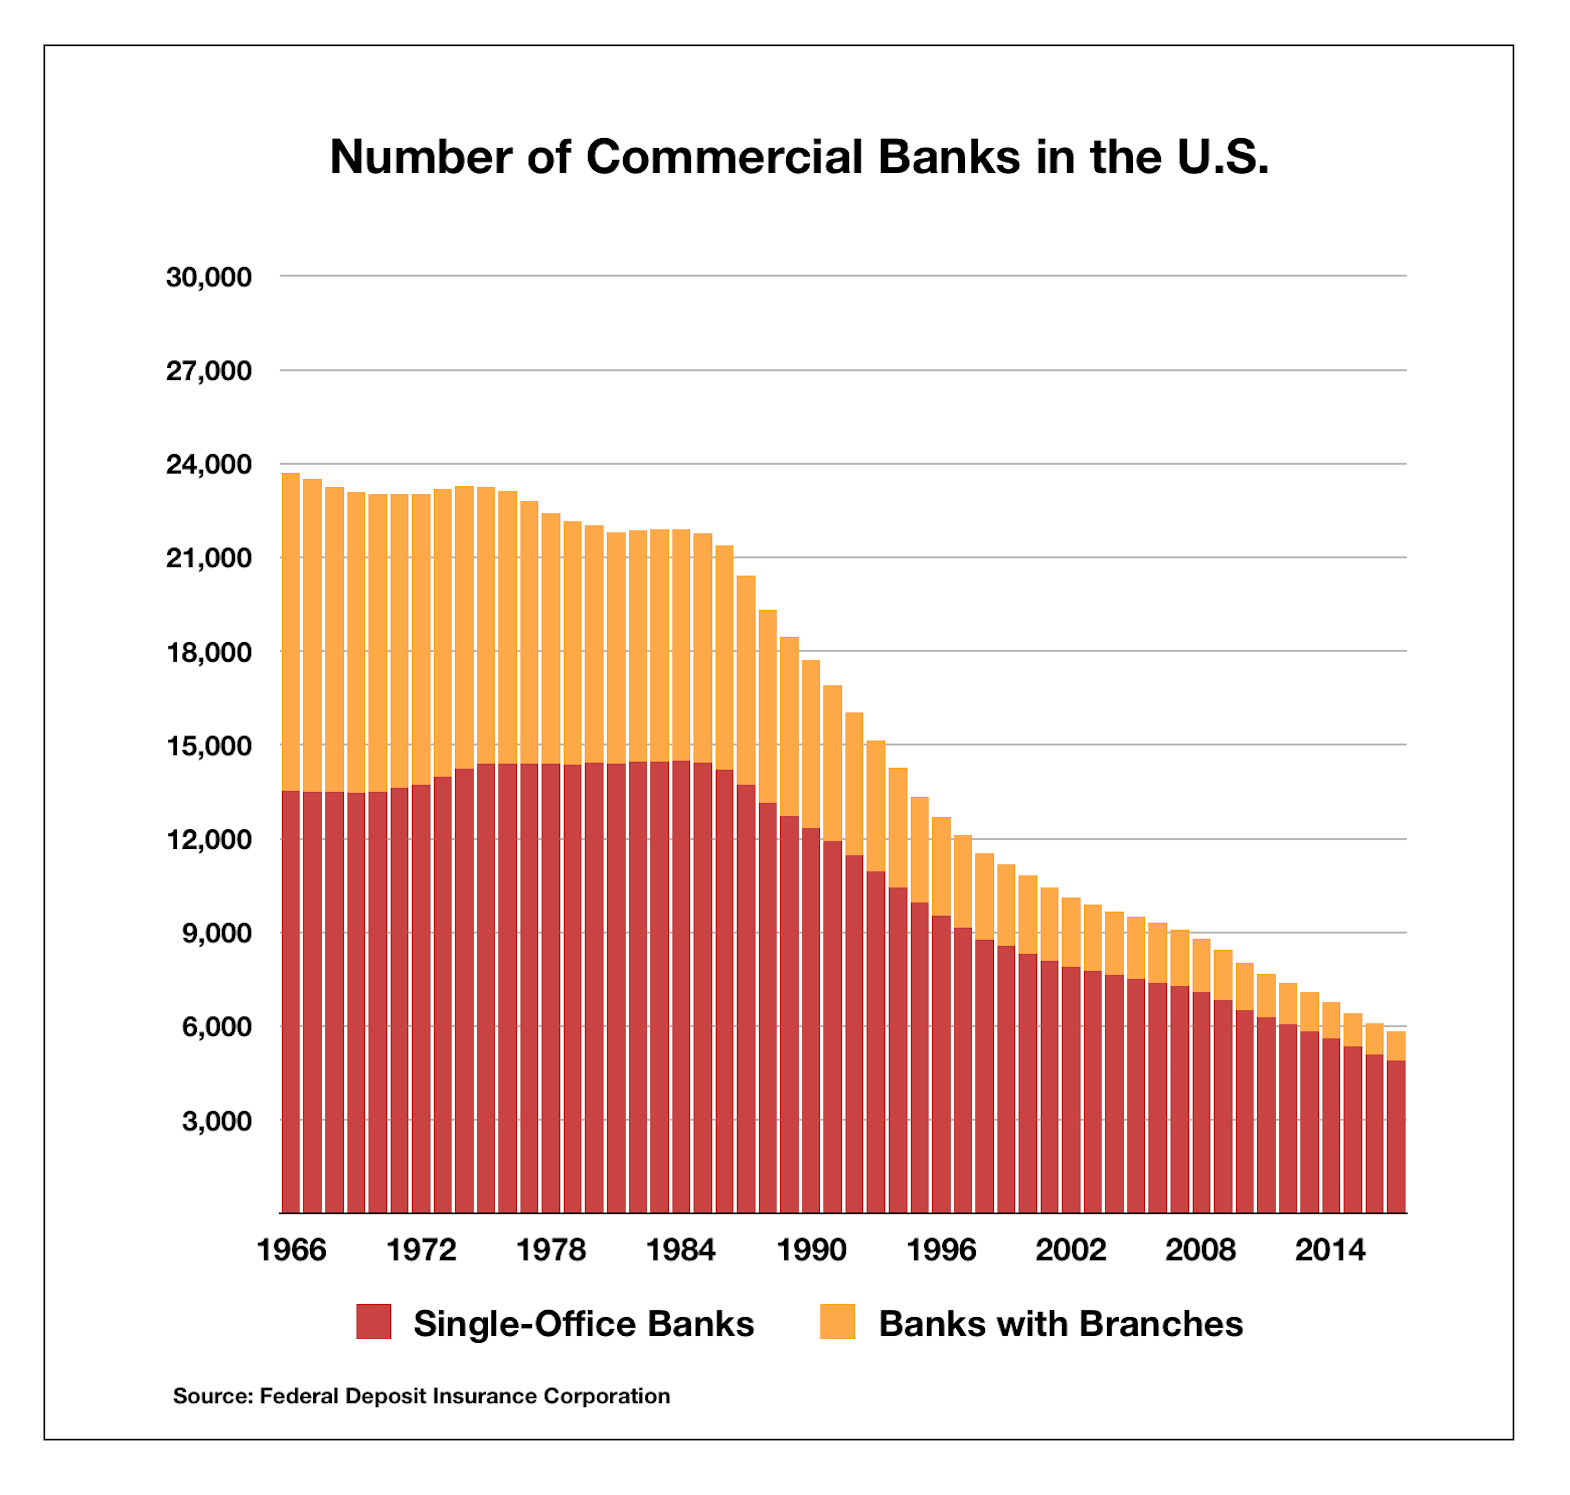 Number of Commercial Banks in the U.S.
30,000
27,000
24,000
21,000
18,000
15,000
12,000
9,000
6,000
3,000
1966 1972 1978 1984 1990 1996 2002 2008 2014
Single-Office Banks Banks with Branches
Source: Federal Deposit Insurance Corporation